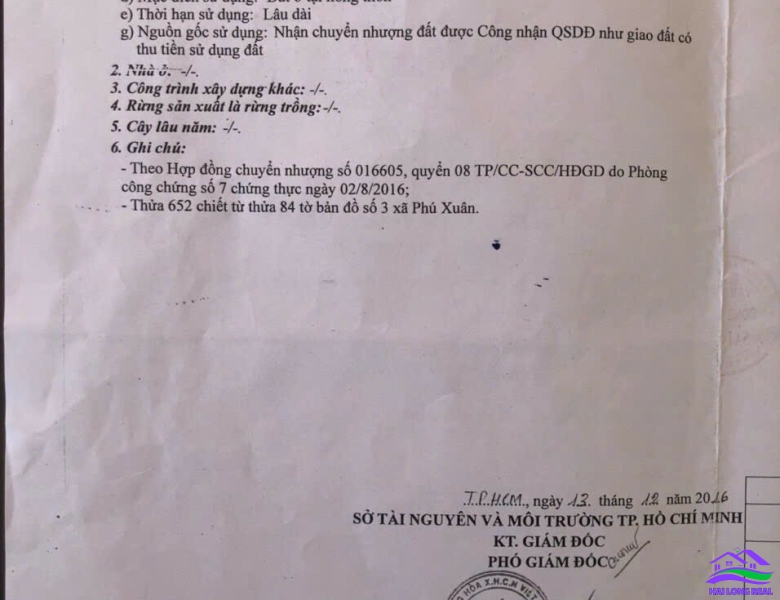 e) Thời hạn sử dụng: Lâu dài
g) Nguồn gốc sử dụng: Nhận chuyển nhượng đất được Công nhận QSDĐ như giao đất có
thu tiền sử dụng đất
2. Nhà ở: -/-.
3. Công trình xây dựng khác: -/-.
4. Rừng sản xuất là rừng trồng:-/-.
5. Cây lâu năm: -/-.
6. Ghi chú:
- Theo Hợp đồng chuyển nhượng số 016605, quyển 08 TP/CC-SCC/HĐGD do Phòng
công chứng số 7 chứng thực ngày 02/8/2016;
- Thửa 652 chiết từ thửa 84 tờ bản đồ số 3 xã Phú Xuân.
T.P.H.C.M., ngày 13 tháng 12 năm 2016
SỞ TÀI NGUYÊN VÀ MÔI TRƯỜNG TP. HỒ CHÍ MINH
KT. GIÁM ĐỐC
PHÓ GIÁM ĐỐC
HÒA X.H.C.N VIỆT
HAI LONG REAL